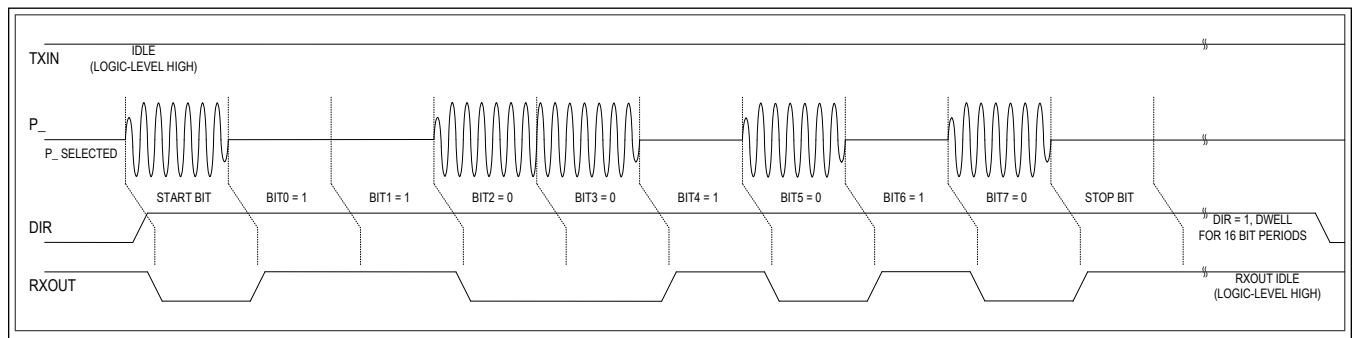 TXIN
IDLE
(LOGIC-LEVEL HIGH)
P_
P_ SELECTED
START BIT
BIT0 = 1
BIT1 = 1
BIT2 = 0
BIT3 = 0
BIT4 = 1
BIT5 = 0
BIT6 = 1
BIT7 = 0
STOP BIT
DIR
DIR = 1, DWELL
FOR 16 BIT PERIODS
RXOUT
RXOUT IDLE
(LOGIC-LEVEL HIGH)